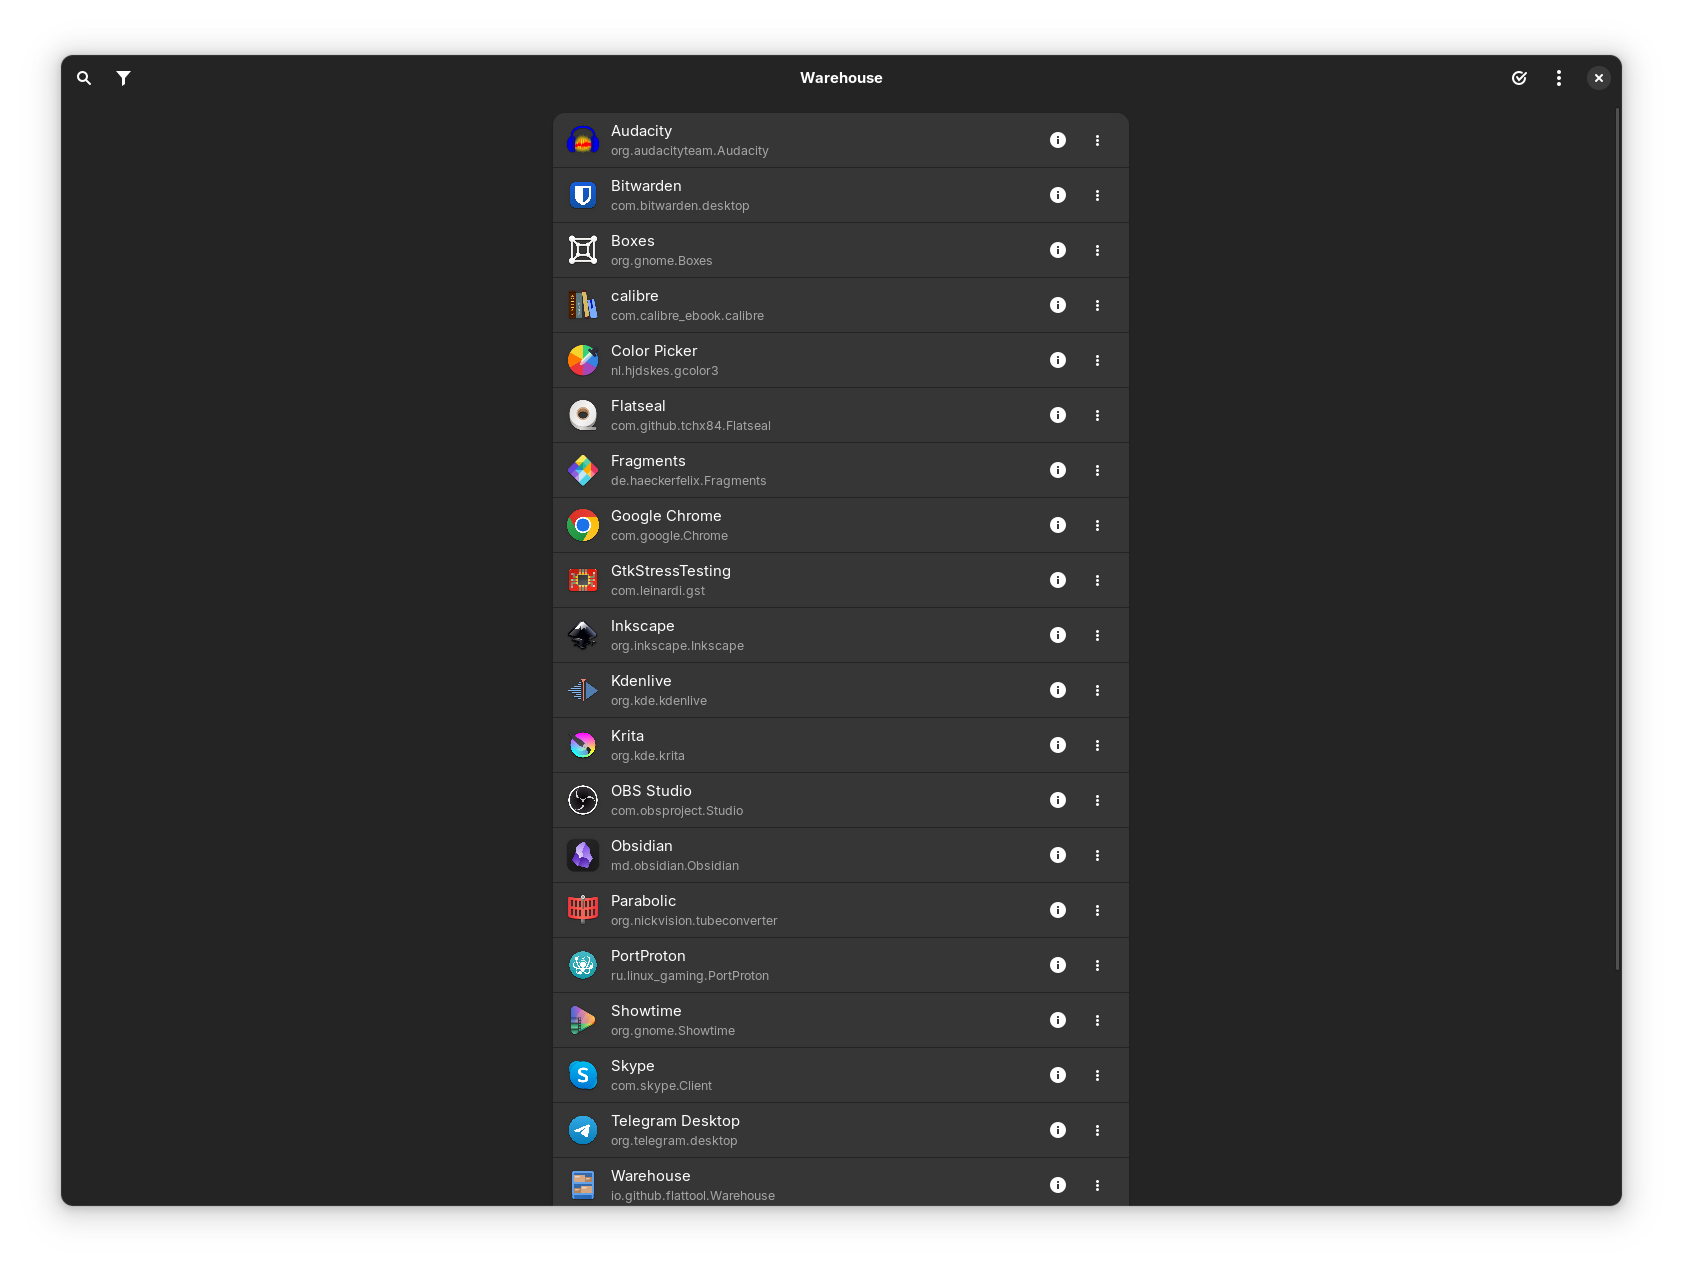 Warehouse
Audacity
org.audacityteam.Audacity
Bitwarden
com.bitwarden.desktop
Boxes
org.gnome.Boxes
calibre
com.calibre_ebook.calibre
Color Picker
nl.hjdskes.gcolor3
Flatseal
com.github.tchx84.Flatseal
Fragments
de.haeckerfelix.Fragments
Google Chrome
com.google.Chrome
GtkStressTesting
com.leinardi.gst
Inkscape
org.inkscape.Inkscape
Kdenlive
org.kde.kdenlive
Krita
org.kde.krita
OBS Studio
com.obsproject.Studio
Obsidian
md.obsidian.Obsidian
Parabolic
org.nickvision.tubeconverter
PortProton
ru.linux_gaming.PortProton
Showtime
org.gnome.Showtime
Skype
com.skype.Client
Telegram Desktop
org.telegram.desktop
Warehouse
io.github.flattool.Warehouse